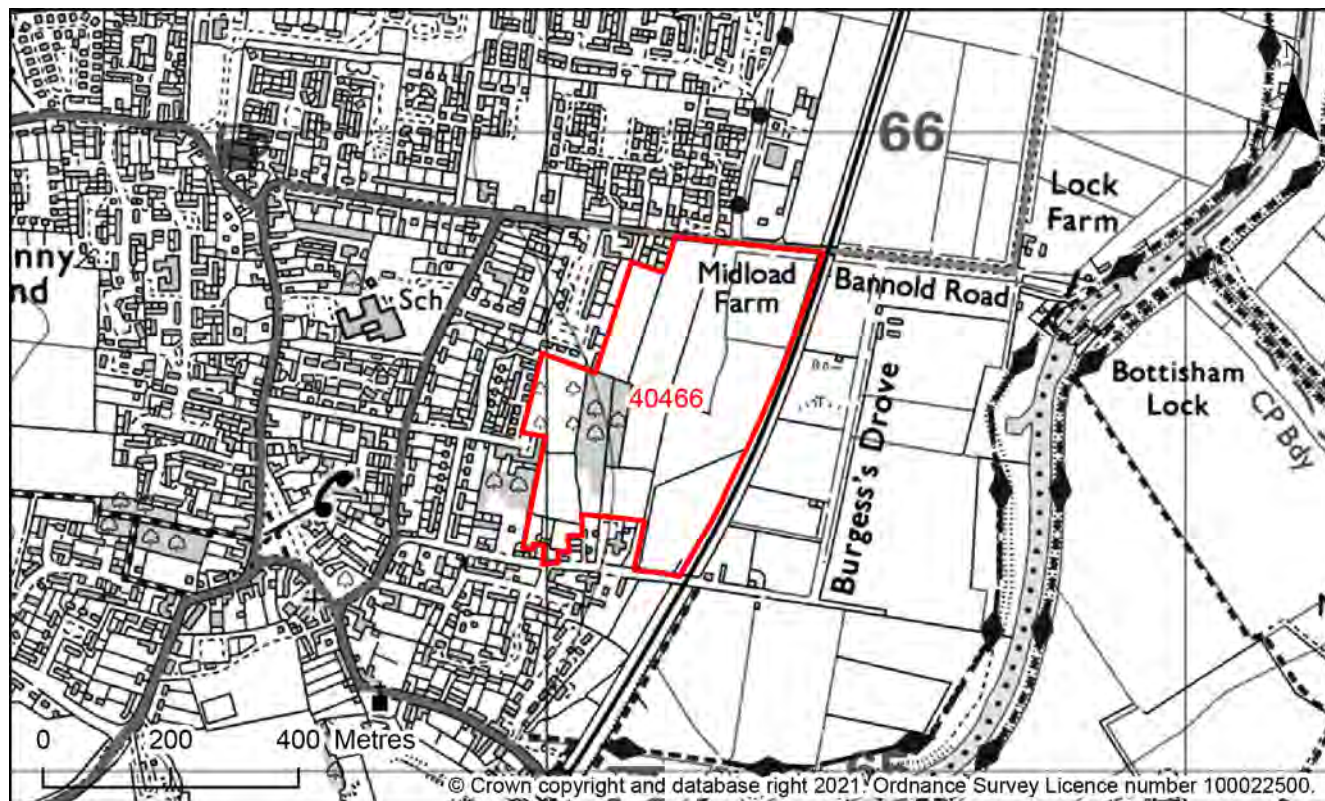 66
Lock
Farm
nny
nd
Sch
Midload
Farm
Bannold Road
40466
Burgess's Drove
Bottisham
Lock
CP Bdy
0 200 400 Metres
© Crown copyright and database right 2021. Ordnance Survey Licence number 100022500.